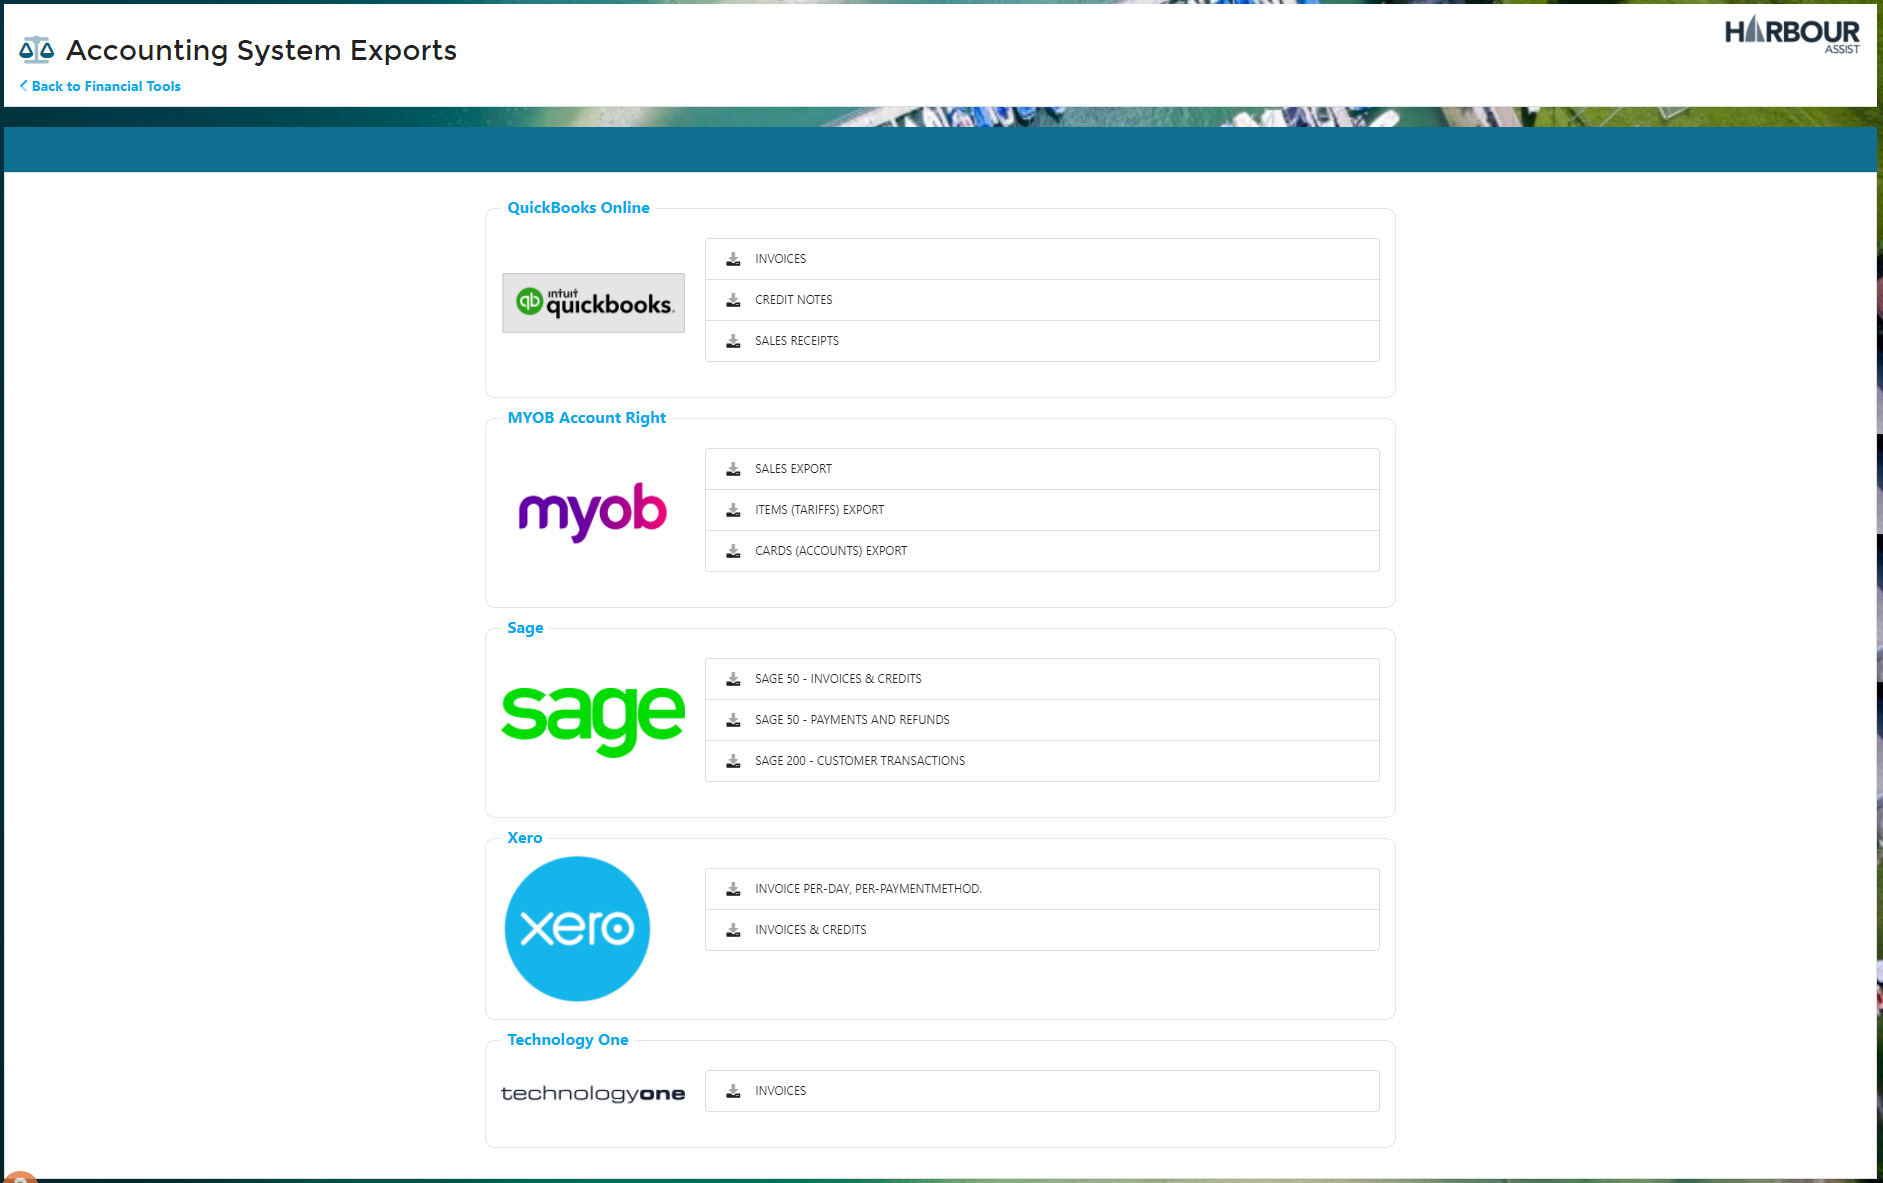 Accounting System Exports
HARBOUR
ASSIST
Back to Financial Tools
QuickBooks Online
intuit
qb quickbooks.
INVOICES
CREDIT NOTES
SALES RECEIPTS
MYOB Account Right
myob
SALES EXPORT
ITEMS (TARIFFS) EXPORT
CARDS (ACCOUNTS) EXPORT
Sage
sage
SAGE 50 - INVOICES & CREDITS
SAGE 50 - PAYMENTS AND REFUNDS
SAGE 200 - CUSTOMER TRANSACTIONS
Xero
xero
INVOICE PER-DAY, PER-PAYMENTMETHOD.
INVOICES & CREDITS
Technology One
technologyone
INVOICES